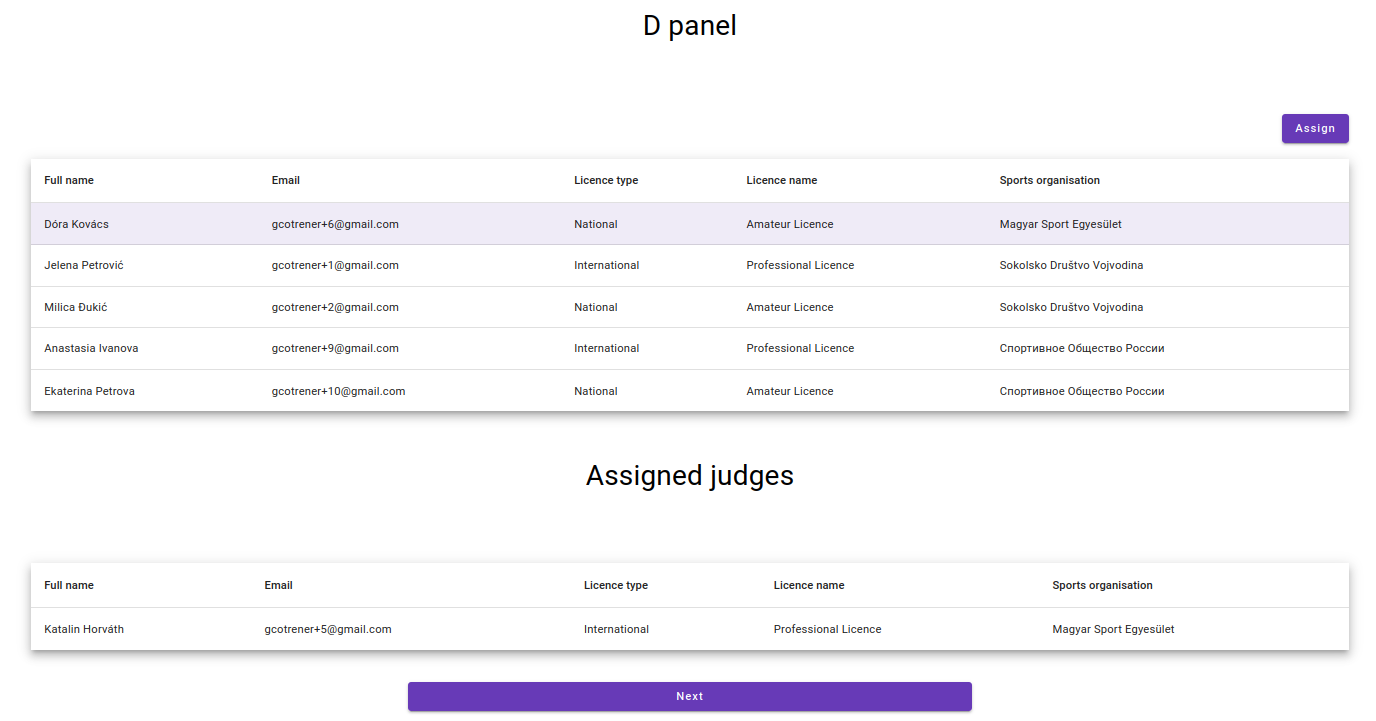 D panel
Assign
Full name Email Licence type Licence name Sports organisation
Dóra Kovács gcotrener+6@gmail.com National Amateur Licence Magyar Sport Egyesület
Jelena Petrović gcotrener+1@gmail.com International Professional Licence Sokolsko Društvo Vojvodina
Milica Đukić gcotrener+2@gmail.com National Amateur Licence Sokolsko Društvo Vojvodina
Anastasia Ivanova gcotrener+9@gmail.com International Professional Licence Спортивное Общество России
Ekaterina Petrova gcotrener+10@gmail.com National Amateur Licence Спортивное Общество России
Assigned judges
Full name Email Licence type Licence name Sports organisation
Katalin Horváth gcotrener+5@gmail.com International Professional Licence Magyar Sport Egyesület
Next